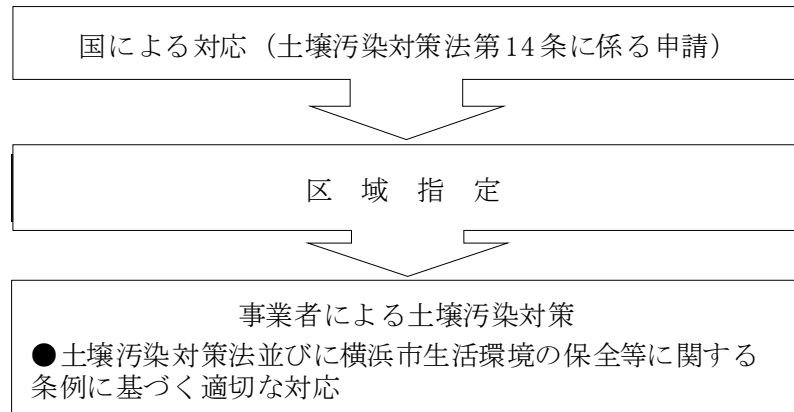 国による対応（土壌汚染対策法第14条に係る申請）
区　域　指　定
事業者による土壌汚染対策
●土壌汚染対策法並びに横浜市生活環境の保全等に関する
条例に基づく適切な対応